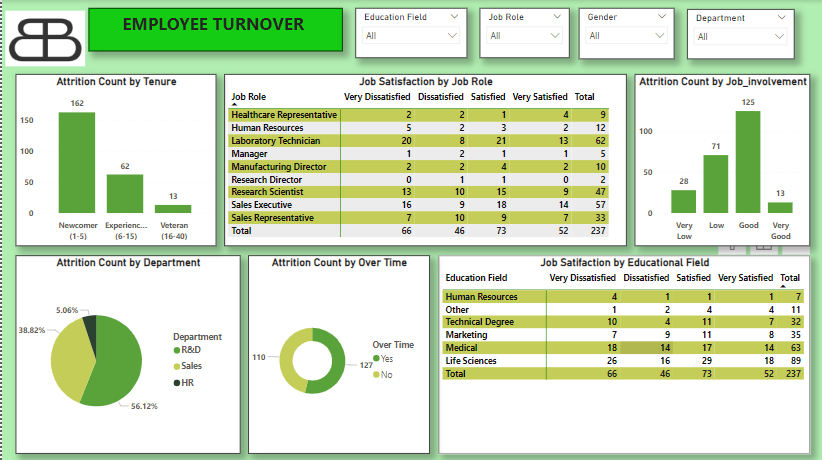 EMPLOYEE TURNOVER
Education Field
All
Job Role
All
Gender
All
Department
All
Attrition Count by Tenure
162
62
13
150
100
50
0
Newcomer (1-5)
Experienc... (6-15)
Veteran (16-40)
Job Satisfaction by Job Role
Job Role Very Dissatisfied Dissatisfied Satisfied Very Satisfied Total
Healthcare Representative 2 2 1 4 9
Human Resources 5 2 3 2 12
Laboratory Technician 20 8 21 13 62
Manager 1 2 1 1 5
Manufacturing Director 2 2 4 2 10
Research Director 0 1 1 0 2
Research Scientist 13 10 15 9 47
Sales Executive 16 9 18 14 57
Sales Representative 7 10 9 7 33
Total 66 46 73 52 237
Attrition Count by Job_involvement
125
71
28
13
100
50
0
Very Low
Low
Good
Very Good
Attrition Count by Department
5.06%
38.82%
56.12%
Department
R&D
Sales
HR
Attrition Count by Over Time
110
127
Over Time
Yes
No
Job Satifaction by Educational Field
Education Field Very Dissatisfied Dissatisfied Satisfied Very Satisfied Total
Human Resources 4 1 1 1 7
Other 1 2 4 4 11
Technical Degree 10 4 11 7 32
Marketing 7 9 11 8 35
Medical 18 14 17 14 63
Life Sciences 26 16 29 18 89
Total 66 46 73 52 237